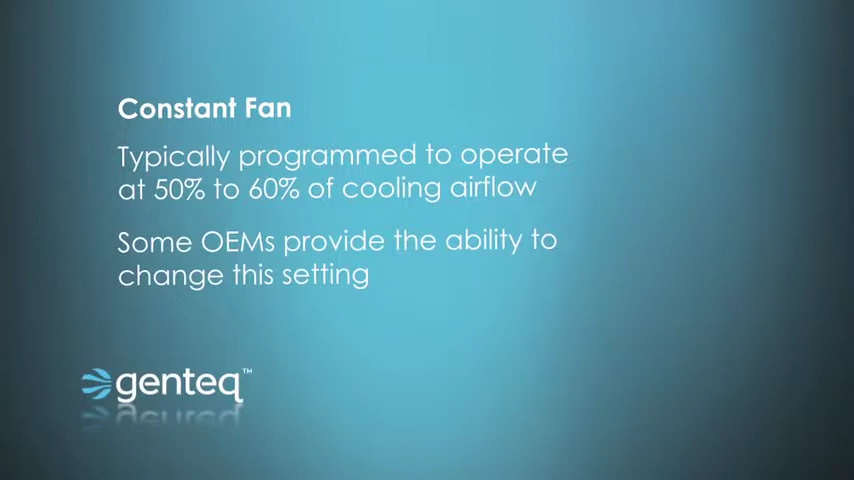 Constant Fan
Typically programmed to operate
at 50% to 60% of cooling airflow
Some OEMs provide the ability to
change this setting
genteq™